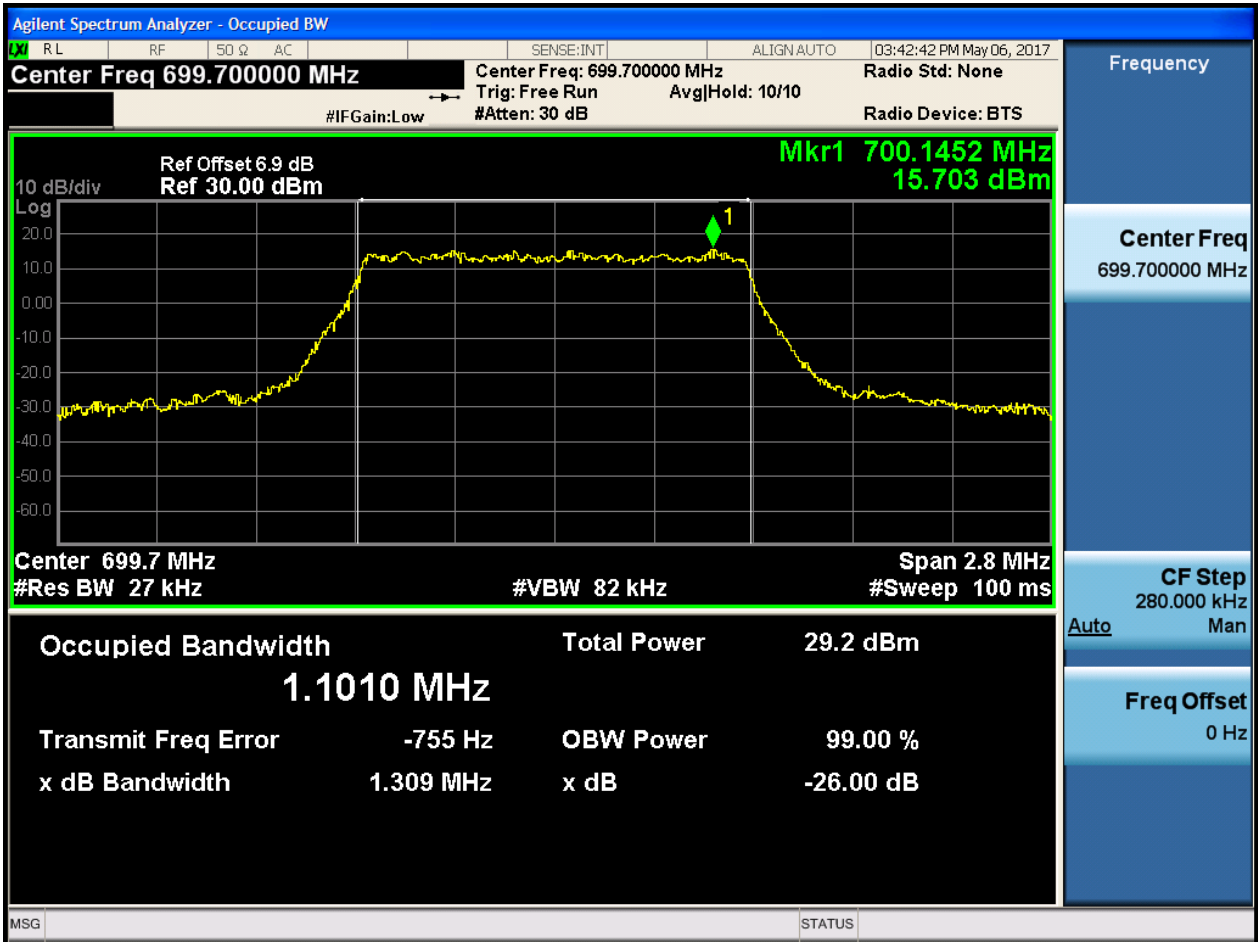 Agilent Spectrum Analyzer - Occupied BW
LXI RL RF 50 Ω AC SENSE:INT ALIGN AUTO 03:42:42 PM May 06, 2017
Center Freq 699.700000 MHz
Center Freq: 699.700000 MHz
Radio Std: None
Trig: Free Run Avg|Hold: 10/10
#IFGain:Low
#Atten: 30 dB
Radio Device: BTS
Frequency
Mkr1 700.1452 MHz
15.703 dBm
Ref Offset 6.9 dB
10 dB/div Ref 30.00 dBm
Log
1
20.0
10.0
0.00
-10.0
-20.0
-30.0
-40.0
-50.0
-60.0
Center 699.7 MHz Span 2.8 MHz
#Res BW 27 kHz #VBW 82 kHz #Sweep 100 ms
Center Freq
699.700000 MHz
CF Step
280.000 kHz
Auto Man
Freq Offset
0 Hz
Occupied Bandwidth
1.1010 MHz
Total Power 29.2 dBm
Transmit Freq Error -755 Hz OBW Power 99.00 %
x dB Bandwidth 1.309 MHz x dB -26.00 dB
MSG STATUS